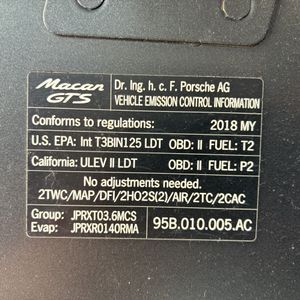 Macan GTS
Dr. Ing. h. c. F. Porsche AG
VEHICLE EMISSION CONTROL INFORMATION
Conforms to regulations: 2018 MY
U.S. EPA: Int T3BIN125 LDT OBD: II FUEL: T2
California: ULEV II LDT OBD: II FUEL: P2
No adjustments needed.
2TWC/MAP/DFI/2HO2S(2)/AIR/2TC/2CAC
Group: JPRXT03.6MCS
Evap: JPRXR0140RMA
95B.010.005.AC